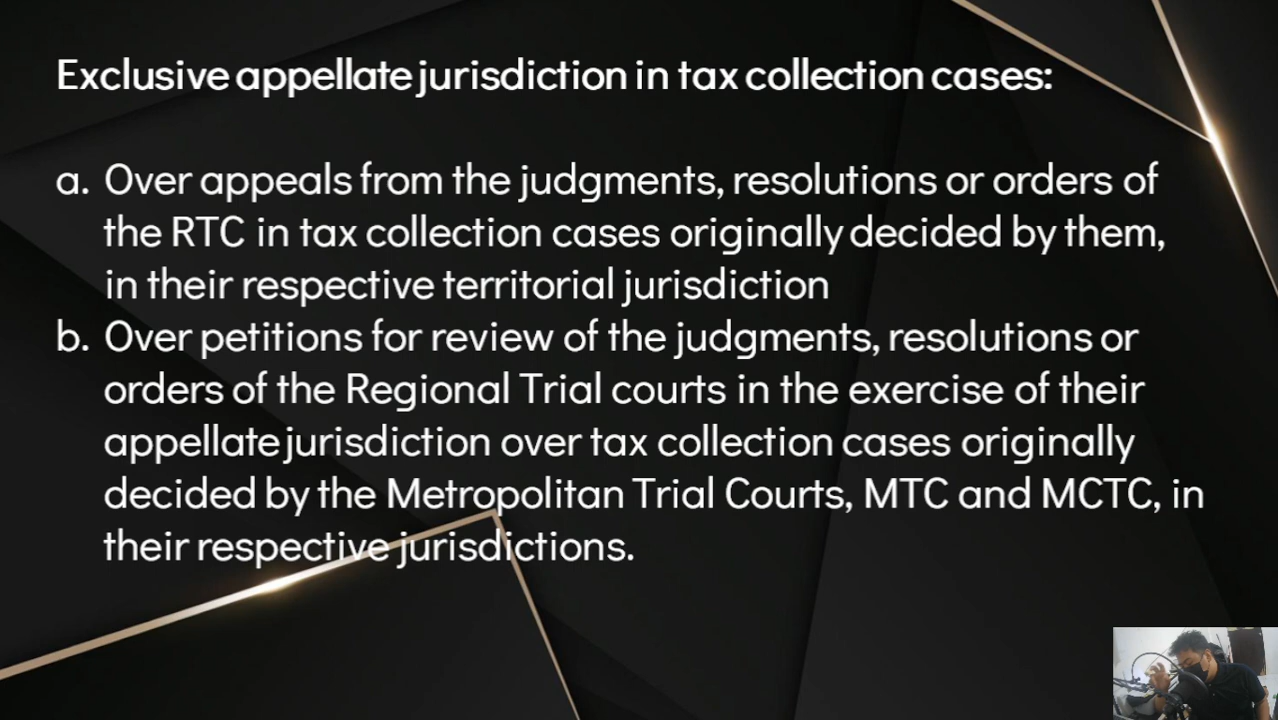 Exclusive appellate jurisdiction in tax collection cases:
a. Over appeals from the judgments, resolutions or orders of
the RTC in tax collection cases originally decided by them,
in their respective territorial jurisdiction
b. Over petitions for review of the judgments, resolutions or
orders of the Regional Trial courts in the exercise of their
appellate jurisdiction over tax collection cases originally
decided by the Metropolitan Trial Courts, MTC and MCTC, in
their respective jurisdictions.